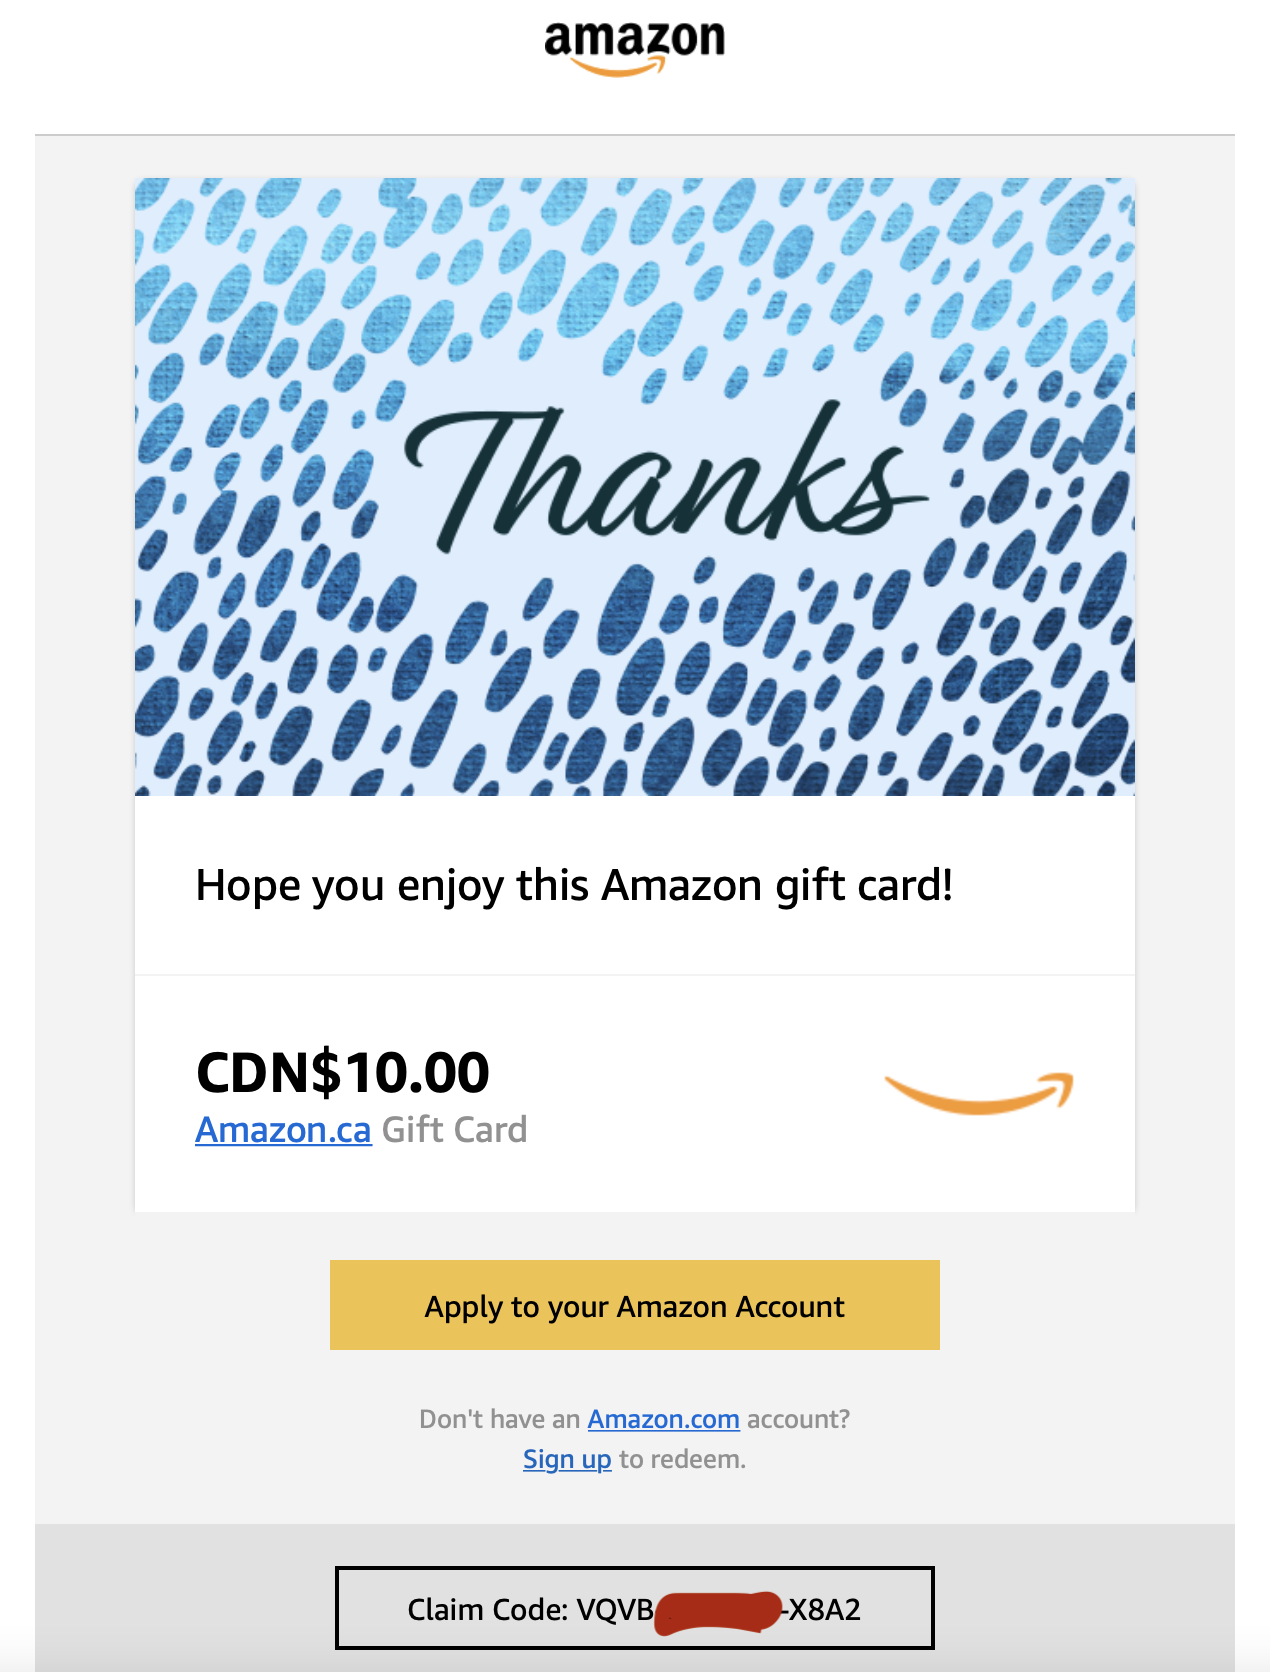 amazon
Thanks
Hope you enjoy this Amazon gift card!
CDN$10.00
Amazon.ca Gift Card
Apply to your Amazon Account
Don't have an Amazon.com account?
Sign up to redeem.
Claim Code: VQVB -X8A2